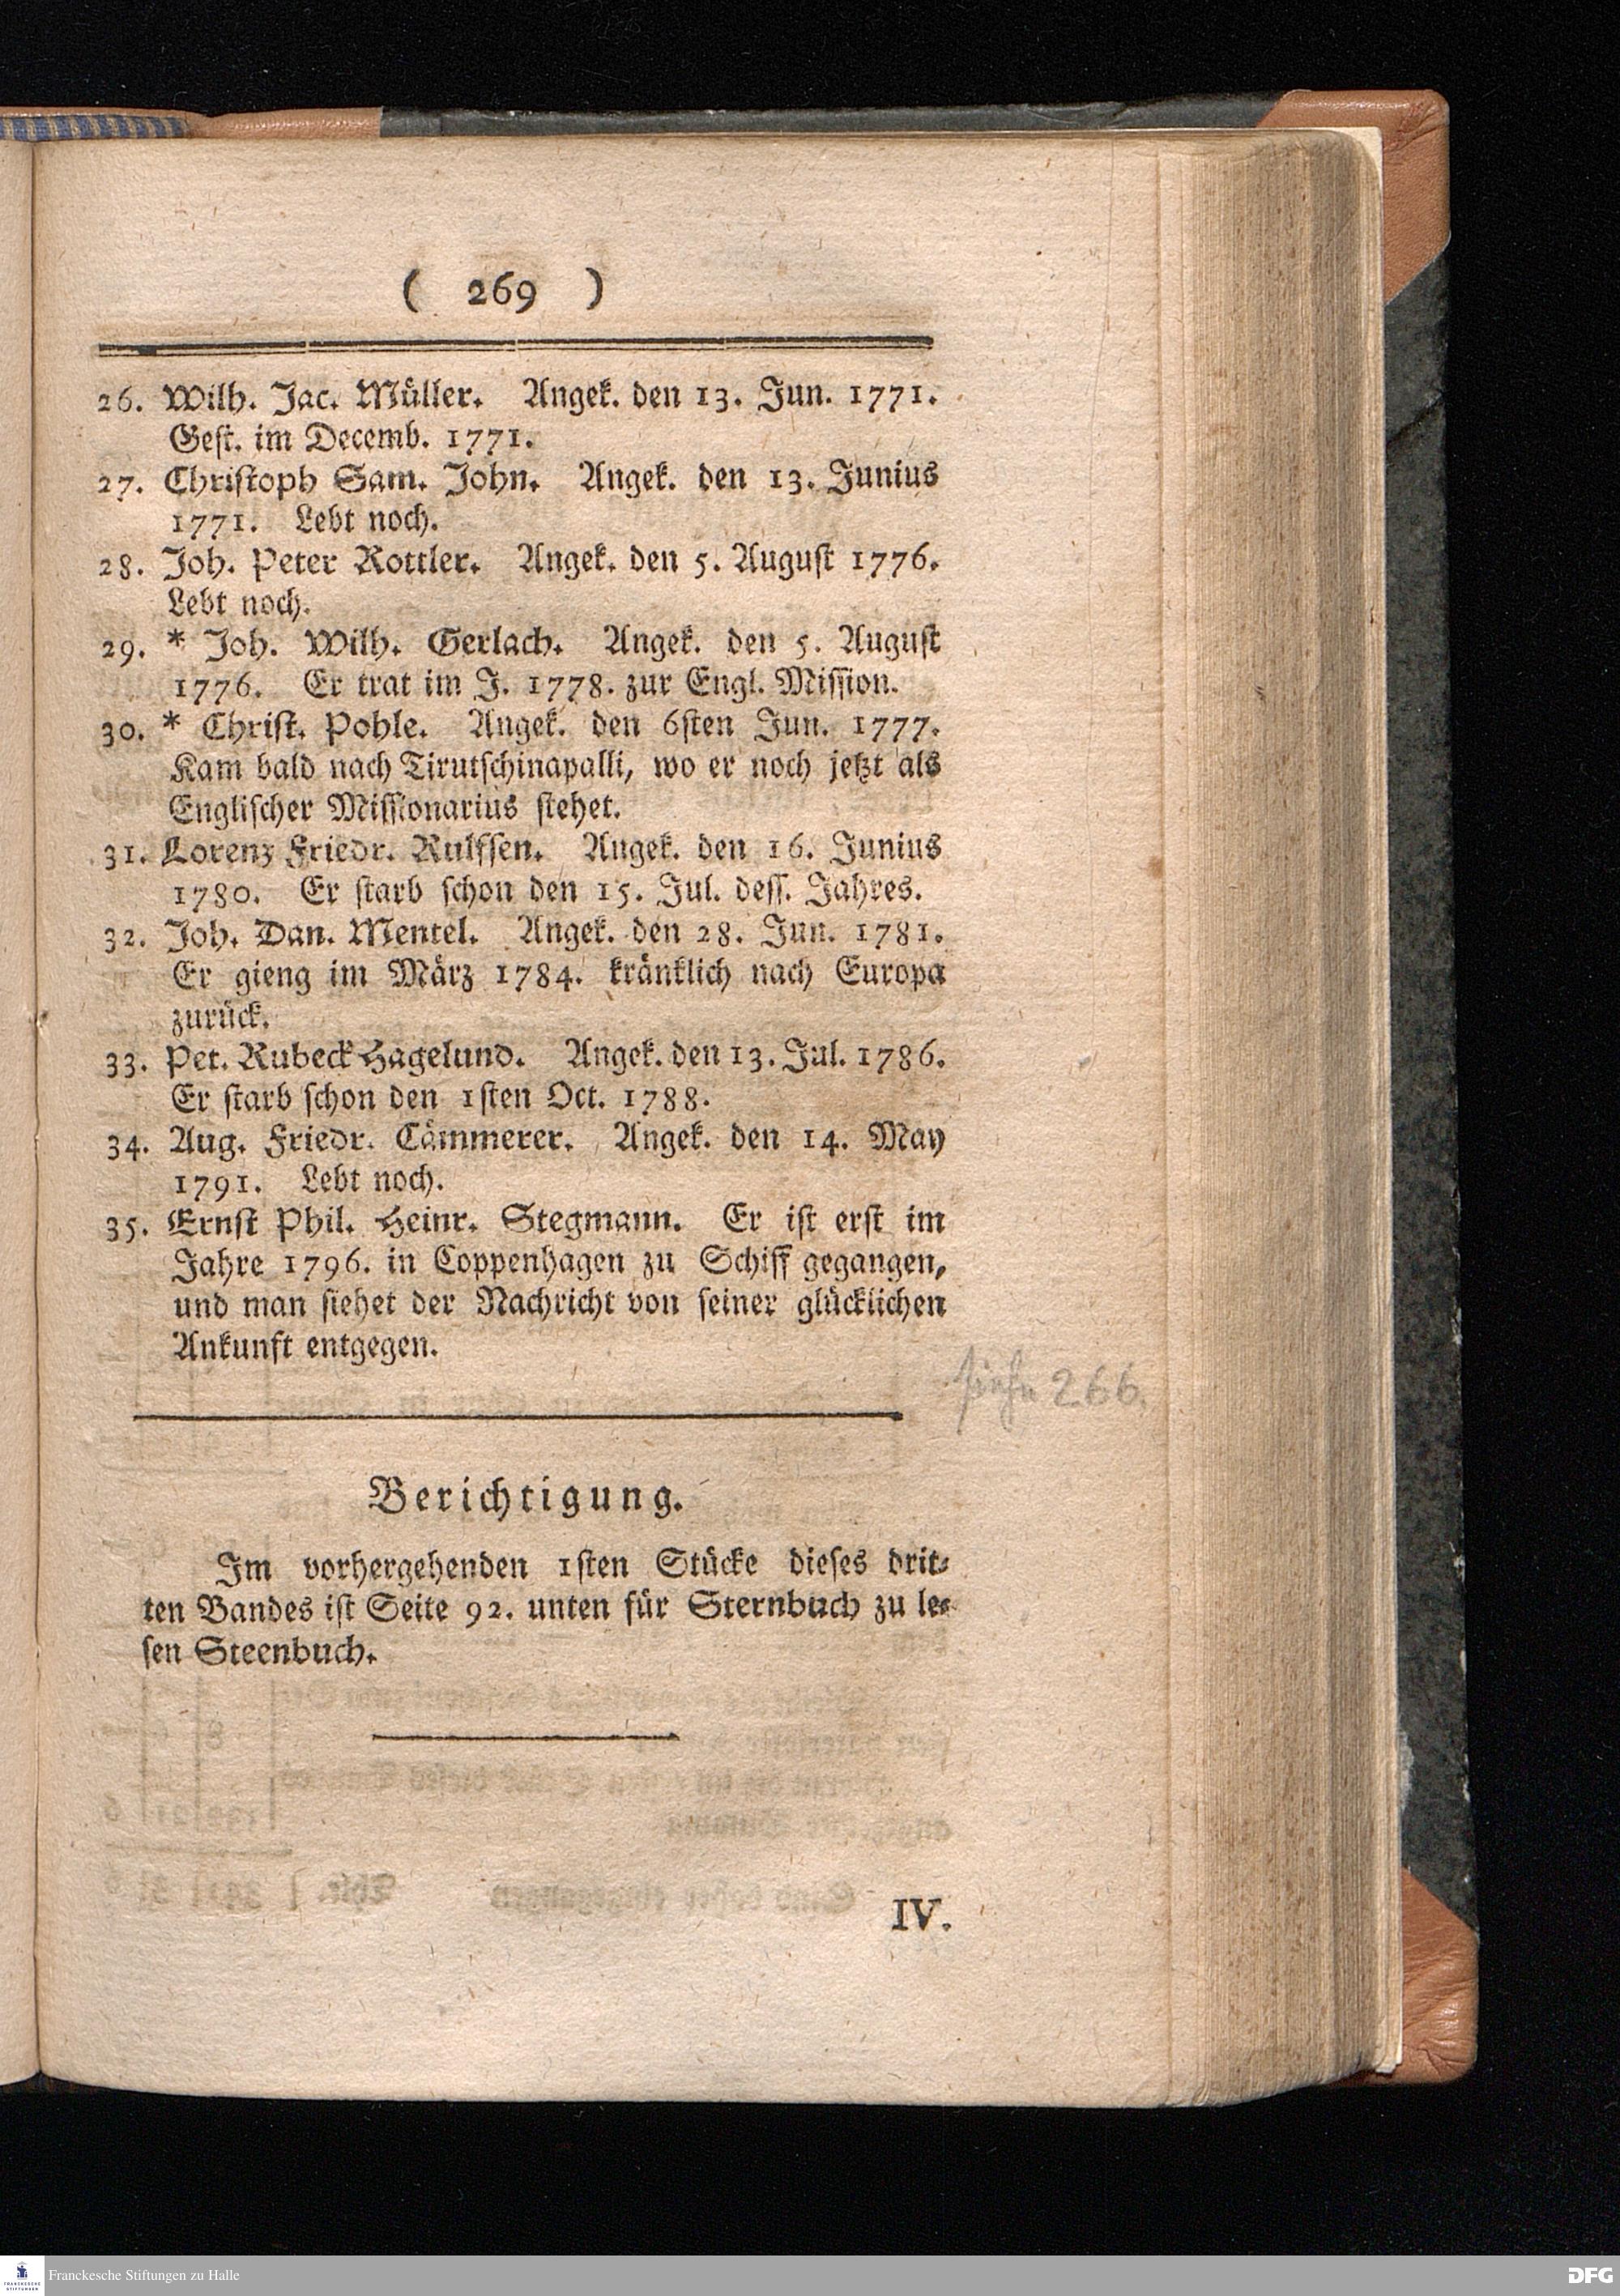 ( 269 )
26. Wilh. Jac. Müller. Angek. den 13. Jun. 1771.
Gest. im Decemb. 1771.
27. Christoph Sam. John. Angek. den 13. Junius
1771. Lebt noch.
28. Joh. Peter Rottler. Angek. den 5. August 1776.
Lebt noch.
29. * Joh. Wilh. Gerlach. Angek. den 5. August
1776. Er trat im J. 1778. zur Engl. Mission.
30. * Christ. Pohle. Angek. den 6sten Jun. 1777.
Kam bald nach Tirutschinapalli, wo er noch jetzt als
Englischer Missionarius stehet.
31. Lorenz Friedr. Rulfsen. Angek. den 16. Junius
1780. Er starb schon den 15. Jul. dess. Jahres.
32. Joh. Dan. Mentel. Angek. den 28. Jun. 1781.
Er gieng im März 1784. kränklich nach Europa
zurück.
33. Pet. Rubeck Hagelund. Angek. den 13. Jul. 1786.
Er starb schon den 1sten Oct. 1788.
34. Aug. Friedr. Cämmerer. Angek. den 14. May
1791. Lebt noch.
35. Ernst Phil. Heinr. Stegmann. Er ist erst im
Jahre 1796. in Coppenhagen zu Schiff gegangen,
und man siehet der Nachricht von seiner glücklichen
Ankunft entgegen.
siehe 266.
Berichtigung.
Im vorhergehenden 1sten Stücke dieses drit-
ten Bandes ist Seite 92. unten für Sternbuch zu le-
sen Steenbuch.
IV.
FRANCKESCHE STIFTUNGEN
Franckesche Stiftungen zu Halle
DFG